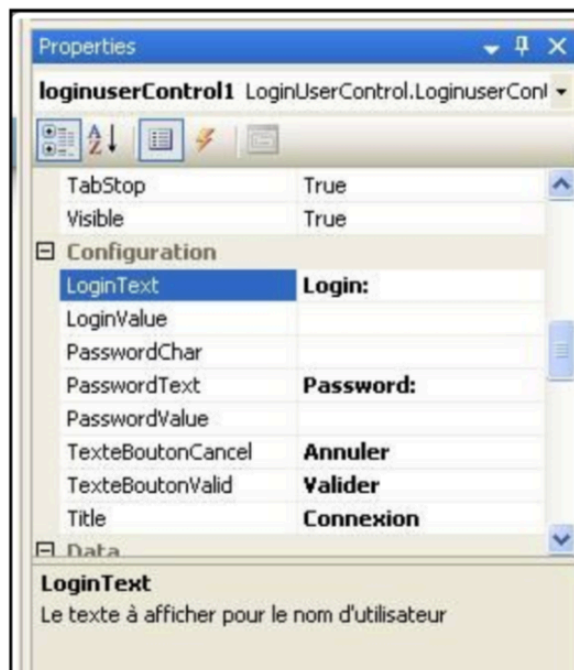 Properties
loginuserControl1 LoginUserControl.LoginuserCont
TabStop True
Visible True
Configuration
LoginText Login:
LoginValue
PasswordChar
PasswordText Password:
PasswordValue
TexteBoutonCancel Annuler
TexteBoutonValid Valider
Title Connexion
Data
LoginText
Le texte à afficher pour le nom d'utilisateur